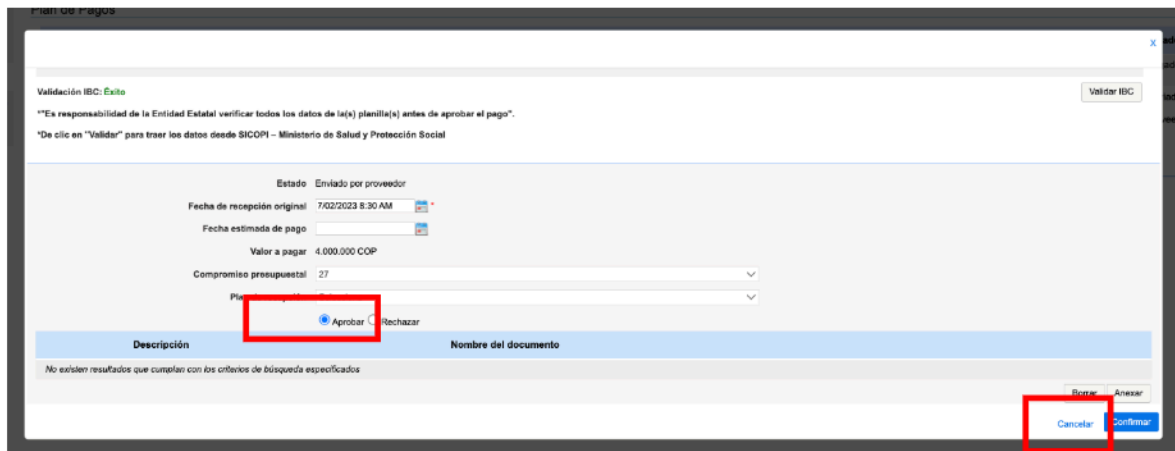 Plan de Pagos
x
Validación IBC: Éxito
Validar IBC
*"Es responsabilidad de la Entidad Estatal verificar todos los datos de la(s) planilla(s) antes de aprobar el pago".
*De clic en "Validar" para traer los datos desde SICOPI – Ministerio de Salud y Protección Social
Estado Enviado por proveedor
Fecha de recepción original 7/02/2023 8:30 AM *
Fecha estimada de pago
Valor a pagar 4.000.000 COP
Compromiso presupuestal 27
Aprobar Rechazar
Descripción Nombre del documento
No existen resultados que cumplan con los criterios de búsqueda especificados
Borrar Anexar
Cancelar Confirmar